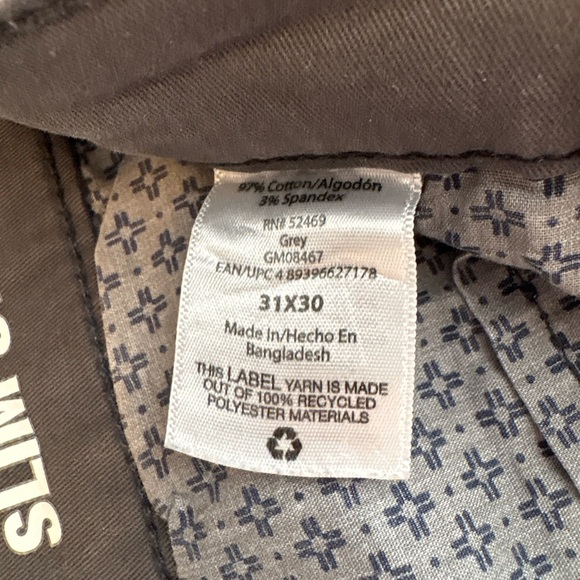 97% Cotton/Algodón
3% Spandex
RN# 52469
Grey
GM08467
EAN/UPC 4 89396627178
31X30
Made In/Hecho En
Bangladesh
THIS LABEL YARN IS MADE
OUT OF 100% RECYCLED
POLYESTER MATERIALS
SLIM